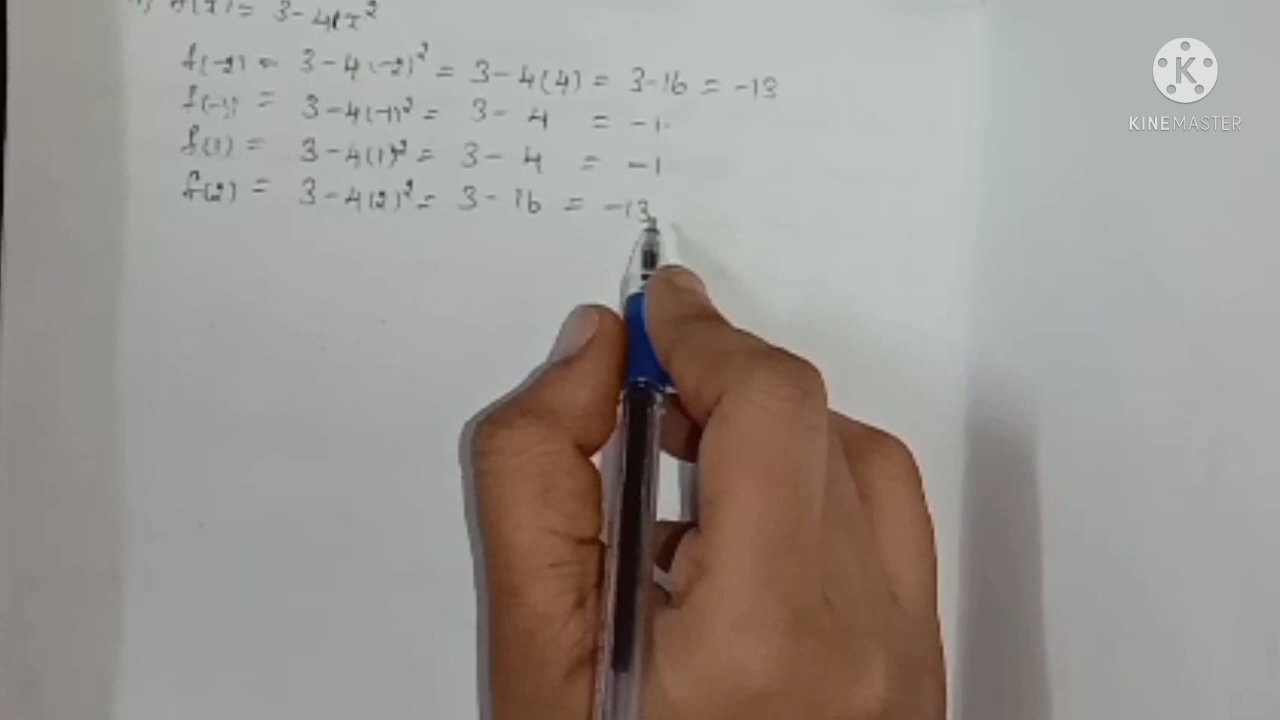 f(x) = 3 - 4x²
f(-2) = 3 - 4(-2)² = 3 - 4(4) = 3 - 16 = -13
f(-1) = 3 - 4(-1)² = 3 - 4 = -1.
f(1) = 3 - 4(1)² = 3 - 4 = -1
f(2) = 3 - 4(2)² = 3 - 16 = -13
K
KINEMASTER